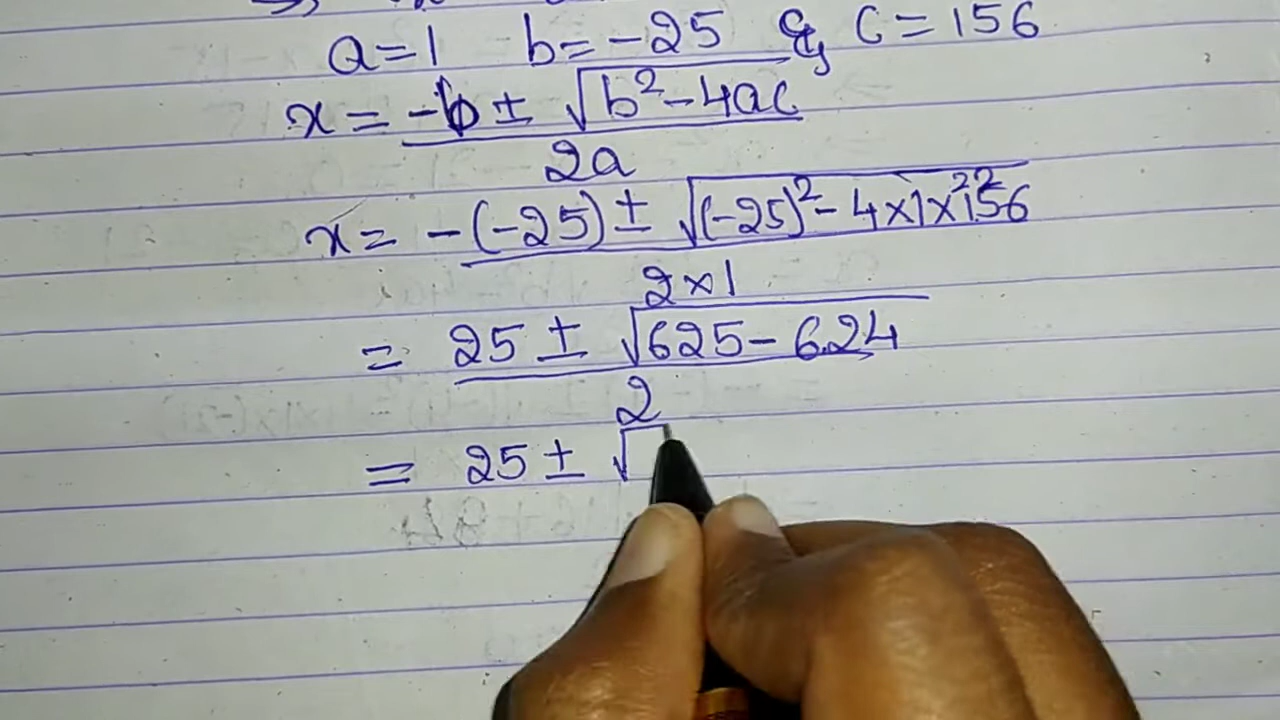 a=1 b=-25 & c=156
x = -b ± √b²-4ac
2a
x = -(-25) ± √(-25)²-4×1×156
2×1
= 25 ± √625-624
2
= 25 ± √